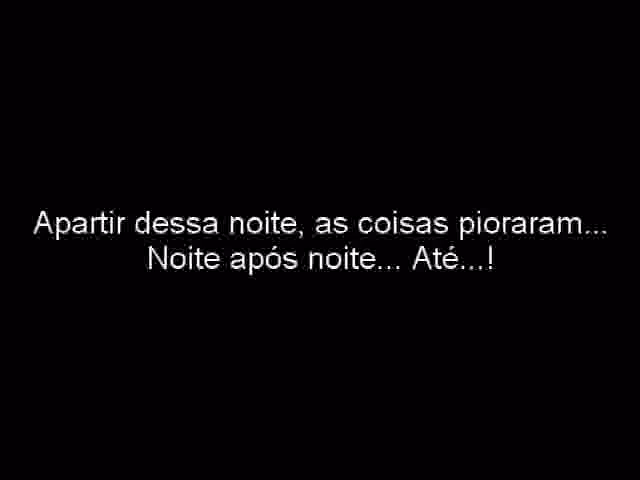 Apartir dessa noite, as coisas pioraram...
Noite após noite... Até...!